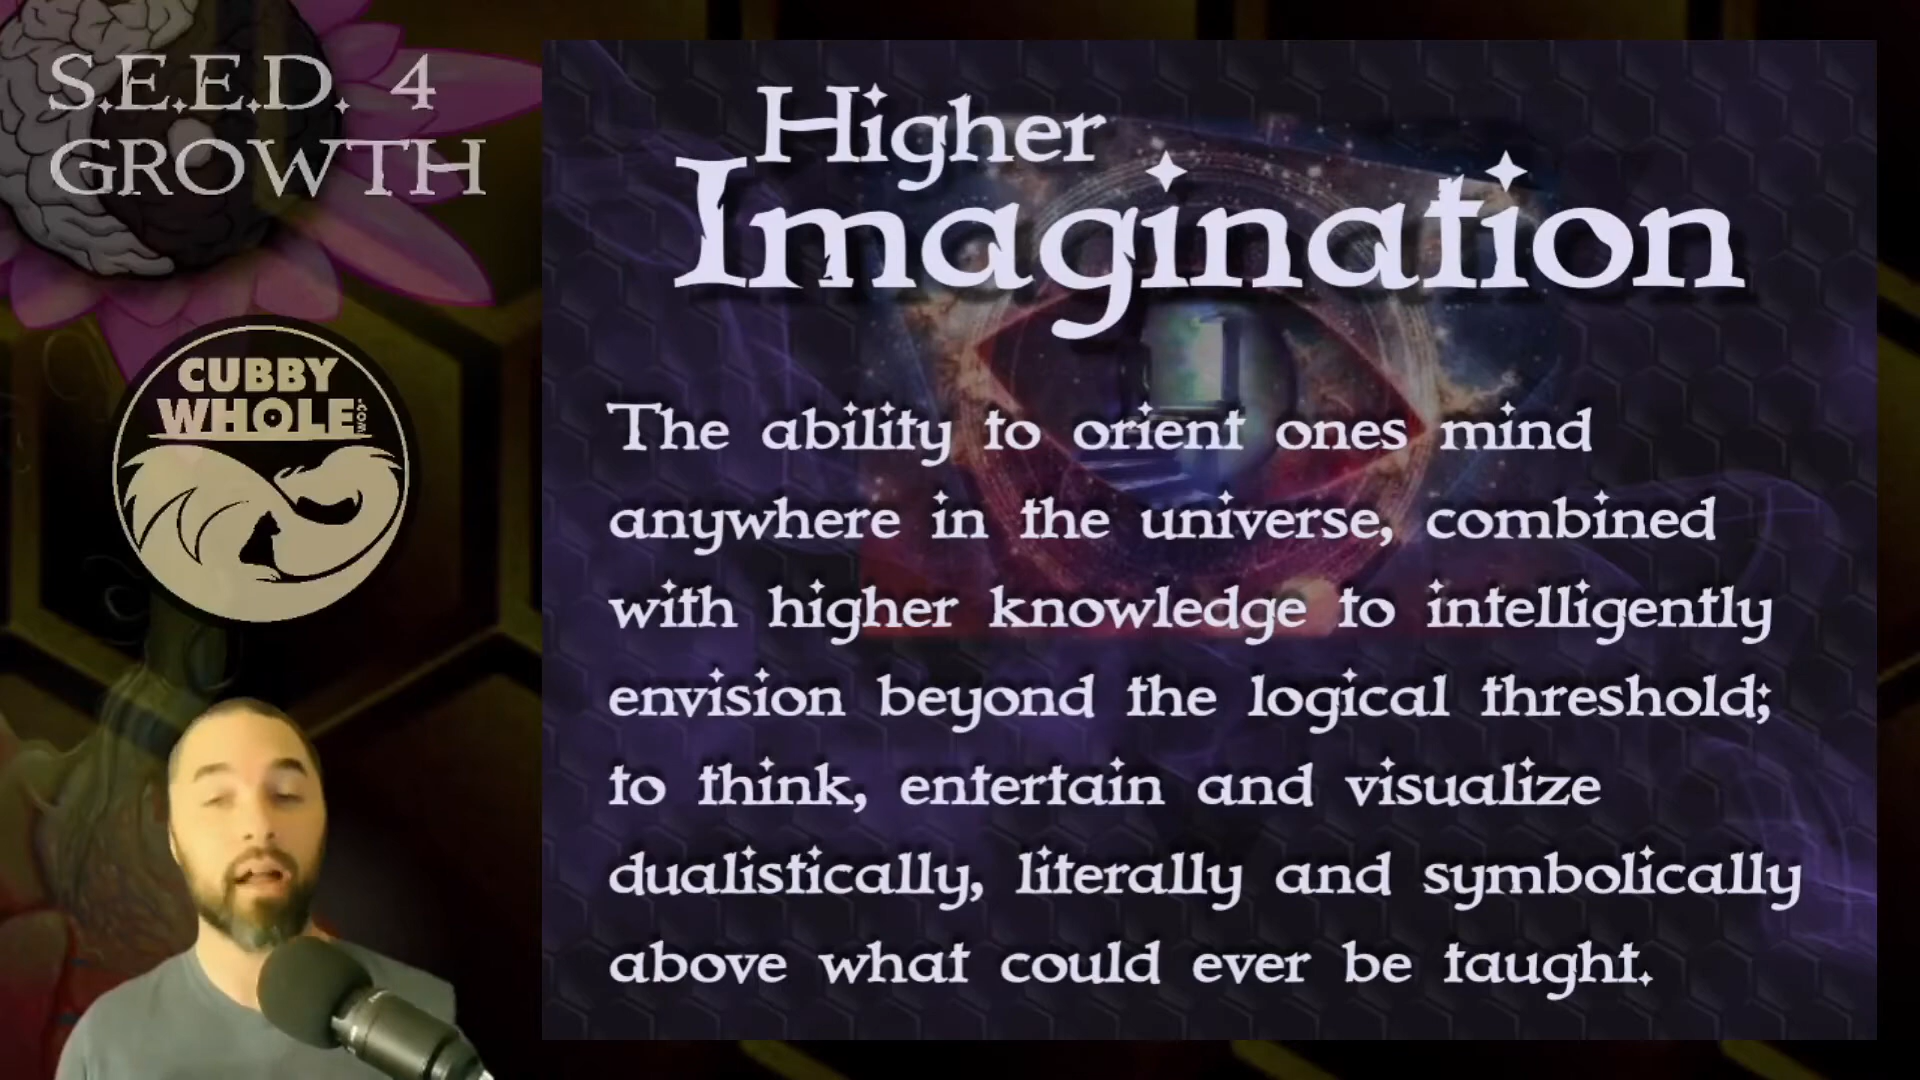 S.E.E.D. 4
GROWTH
CUBBY
WHOLE.COM
Higher
Imagination
The ability to orient ones mind
anywhere in the universe, combined
with higher knowledge to intelligently
envision beyond the logical threshold;
to think, entertain and visualize
dualistically, literally and symbolically
above what could ever be taught.